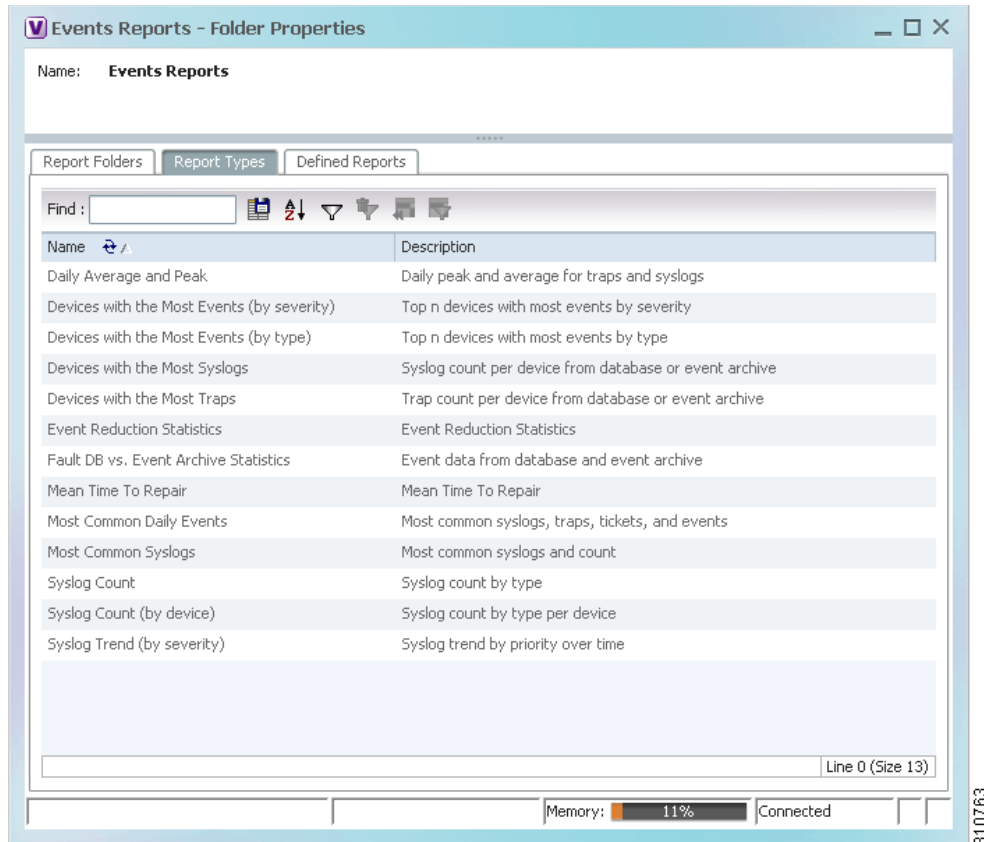 V Events Reports - Folder Properties
Name: Events Reports
Report Folders Report Types Defined Reports
Find :
Name Description
Daily Average and Peak Daily peak and average for traps and syslogs
Devices with the Most Events (by severity) Top n devices with most events by severity
Devices with the Most Events (by type) Top n devices with most events by type
Devices with the Most Syslogs Syslog count per device from database or event archive
Devices with the Most Traps Trap count per device from database or event archive
Event Reduction Statistics Event Reduction Statistics
Fault DB vs. Event Archive Statistics Event data from database and event archive
Mean Time To Repair Mean Time To Repair
Most Common Daily Events Most common syslogs, traps, tickets, and events
Most Common Syslogs Most common syslogs and count
Syslog Count Syslog count by type
Syslog Count (by device) Syslog count by type per device
Syslog Trend (by severity) Syslog trend by priority over time
Line 0 (Size 13)
Memory: 11% Connected
310763